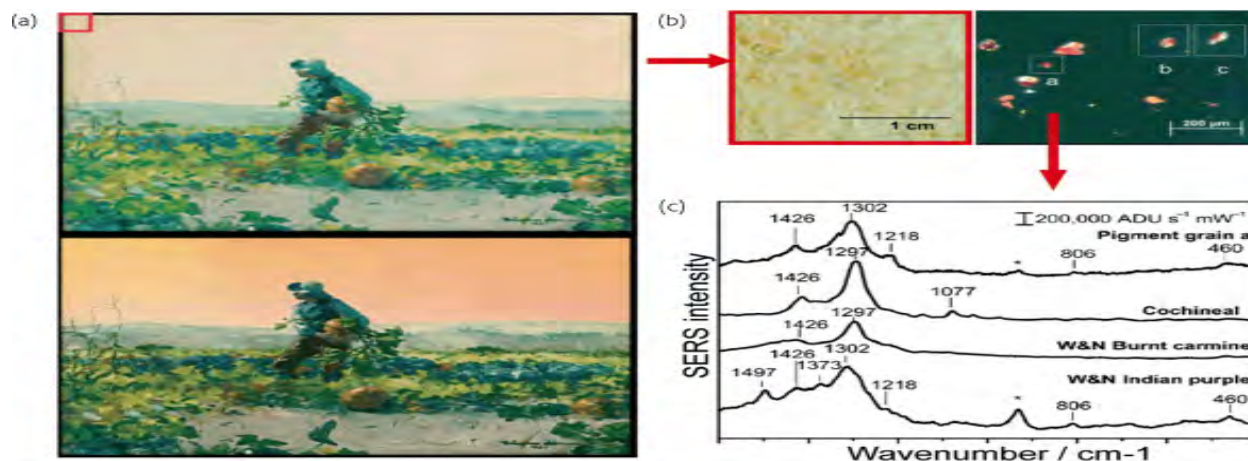 (a)
(b)
1 cm
a
b
c
200 µm
(c)
SERS intensity
1426
1302
1218
*
806
460
200,000 ADU s⁻¹ mW⁻¹
Pigment grain a
1426
1297
1077
Cochineal
1426
1297
W&N Burnt carmine
1497
1426
1373
1302
1218
*
806
460
W&N Indian purple
Wavenumber / cm-1